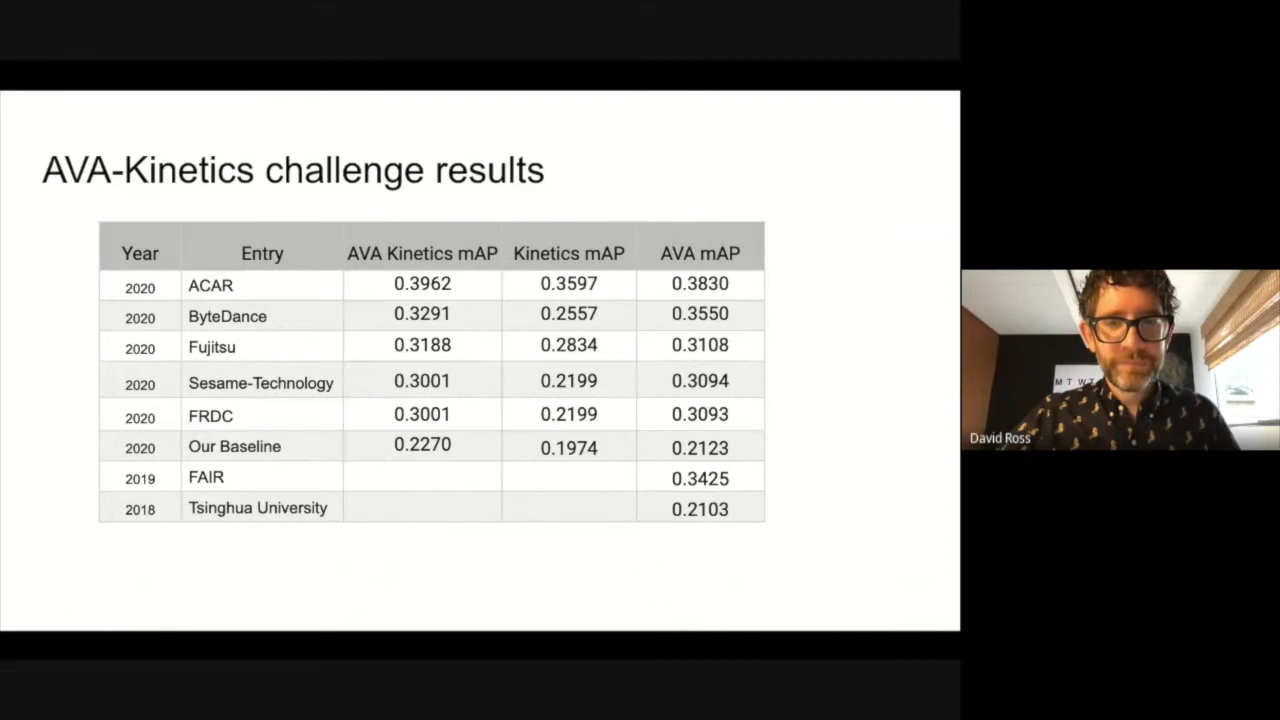 AVA-Kinetics challenge results
Year Entry AVA Kinetics mAP Kinetics mAP AVA mAP
2020 ACAR 0.3962 0.3597 0.3830
2020 ByteDance 0.3291 0.2557 0.3550
2020 Fujitsu 0.3188 0.2834 0.3108
2020 Sesame-Technology 0.3001 0.2199 0.3094
2020 FRDC 0.3001 0.2199 0.3093
2020 Our Baseline 0.2270 0.1974 0.2123
2019 FAIR 0.3425
2018 Tsinghua University 0.2103
M T W T
David Ross